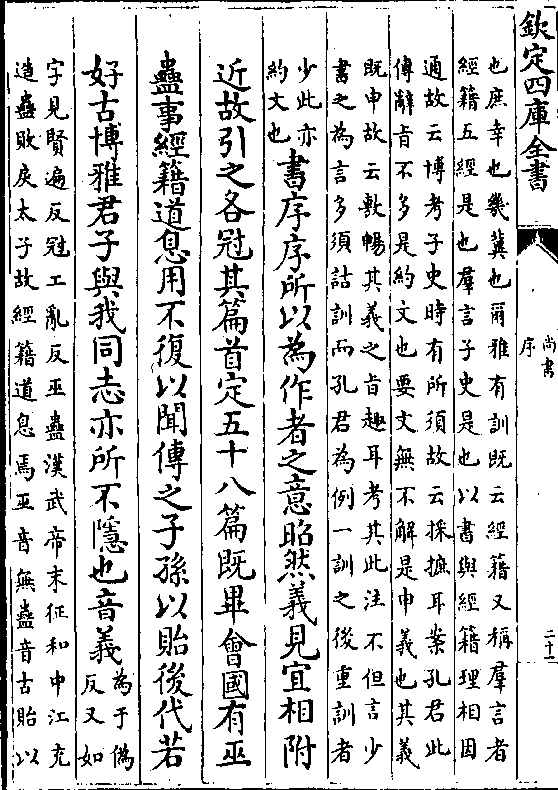 欽定四庫全書
尚書
序
二十二
也庶幸也幾冀也爾雅有訓既云經籍又稱羣言者
經籍五經是也羣言子史是也以書與經籍理相因
通故云博考子史時有所須故云採摭耳案孔君此
傳辭旨不多是約文也要文無不解是申義也其義
既申故云敷暢其義之旨趣耳考其此注不但言少
書之為言多須詁訓而孔君為例一訓之後重訓者
少此亦
約文也
書序序所以為作者之意昭然義見宜相附
近故引之各冠其篇首定五十八篇既畢會國有巫
蠱事經籍道息用不復以聞傳之子孫以貽後代若
好古博雅君子與我同志亦所不隱也音義
為于偽
反又如
字見賢遍反冠工亂反巫蠱漢武帝末征和中江充
造蠱敗戾太子故經籍道息焉巫音無蠱音古貽以